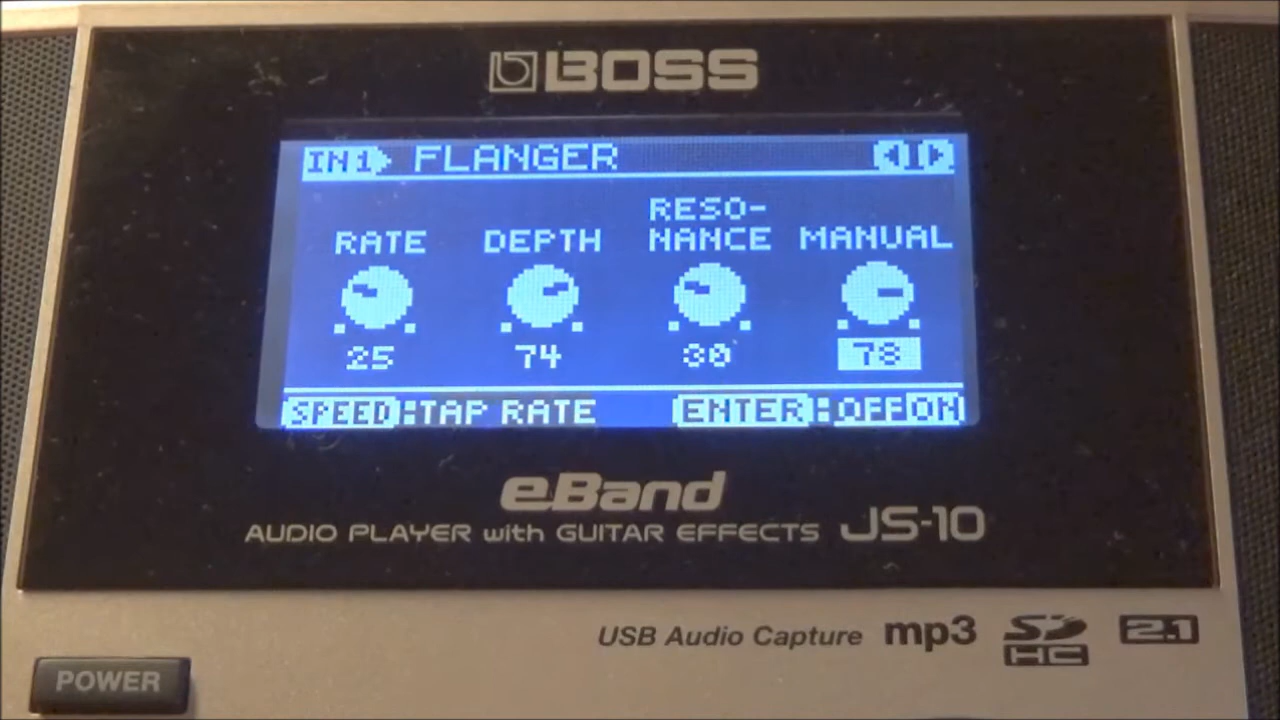 BOSS
IN1 FLANGER
RATE DEPTH RESO-NANCE MANUAL
25 74 30 78
SPEED:TAP RATE ENTER:OFF ON
eBand
AUDIO PLAYER with GUITAR EFFECTS JS-10
USB Audio Capture mp3 SD HC 2.1
POWER